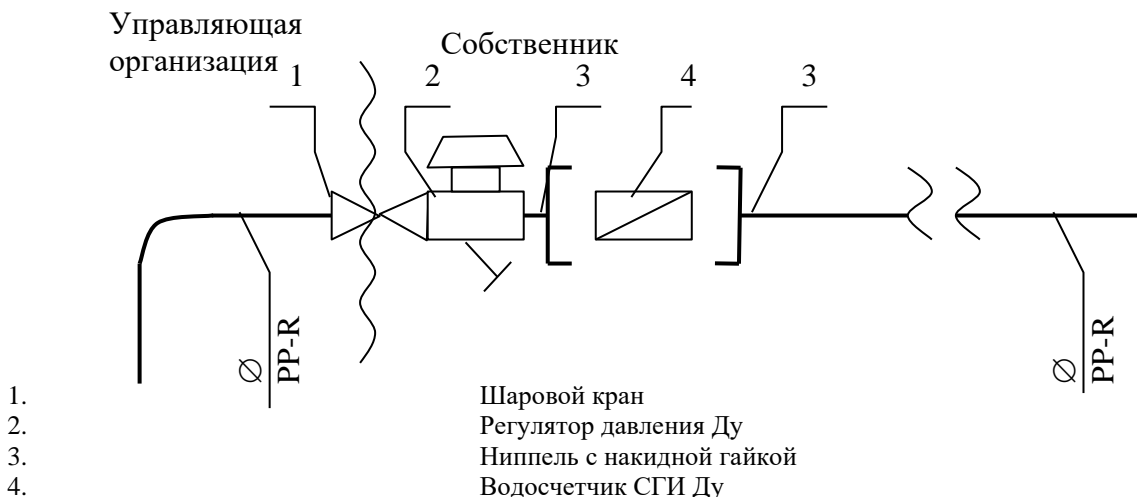 Управляющая
организация
Собственник
1
2
3
4
3
∅
PP-R
∅
PP-R
1. Шаровой кран
2. Регулятор давления Ду
3. Ниппель с накидной гайкой
4. Водосчетчик СГИ Ду